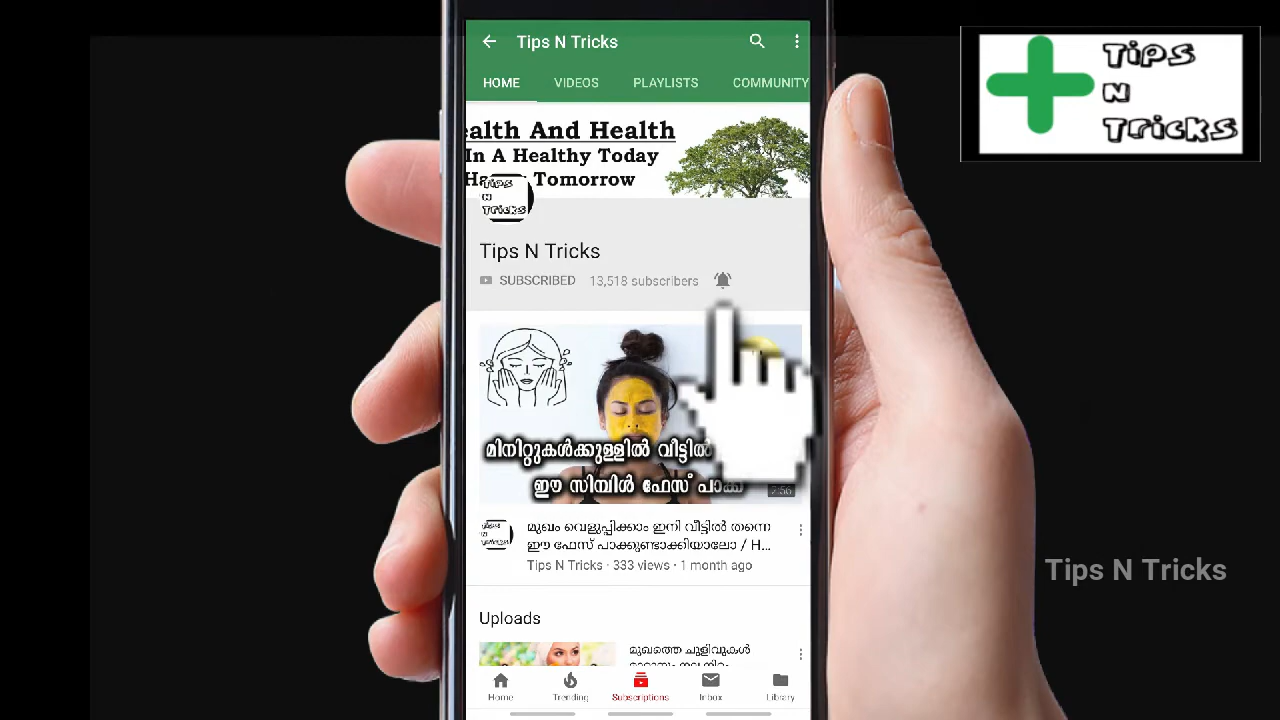 Tips N Tricks
HOME VIDEOS PLAYLISTS COMMUNITY
ealth And Health
In A Healthy Today
Tomorrow
Tips
N
Tricks
Tips N Tricks
SUBSCRIBED 13,518 subscribers
മിനിറ്റുകൾക്കുള്ളിൽ വീട്ടിൽ
ഈ സിമ്പിൾ ഫേസ് പാക്ക്
മുഖം വെളുപ്പിക്കാം ഇനി വീട്ടിൽ തന്നെ
ഈ ഫേസ് പാക്കുണ്ടാക്കിയാലോ / H...
Tips N Tricks · 333 views · 1 month ago
Uploads
മുഖത്തെ ചുളിവുകൾ
Home Trending Subscriptions Inbox Library
Tips
N
Tricks
Tips N Tricks